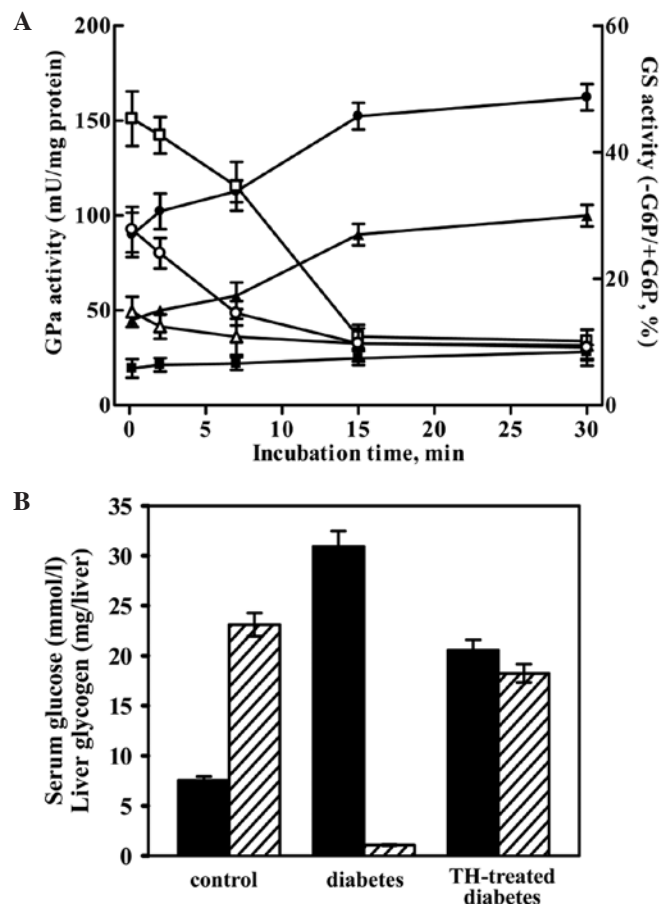 A
200
150
100
50
0
GPa activity (mU/mg protein)
60
40
20
0
GS activity (-G6P/+G6P, %)
0 5 10 15 20 25 30
Incubation time, min
B
35
30
25
20
15
10
5
0
Serum glucose (mmol/l)
Liver glycogen (mg/liver)
control diabetes TH-treated
diabetes